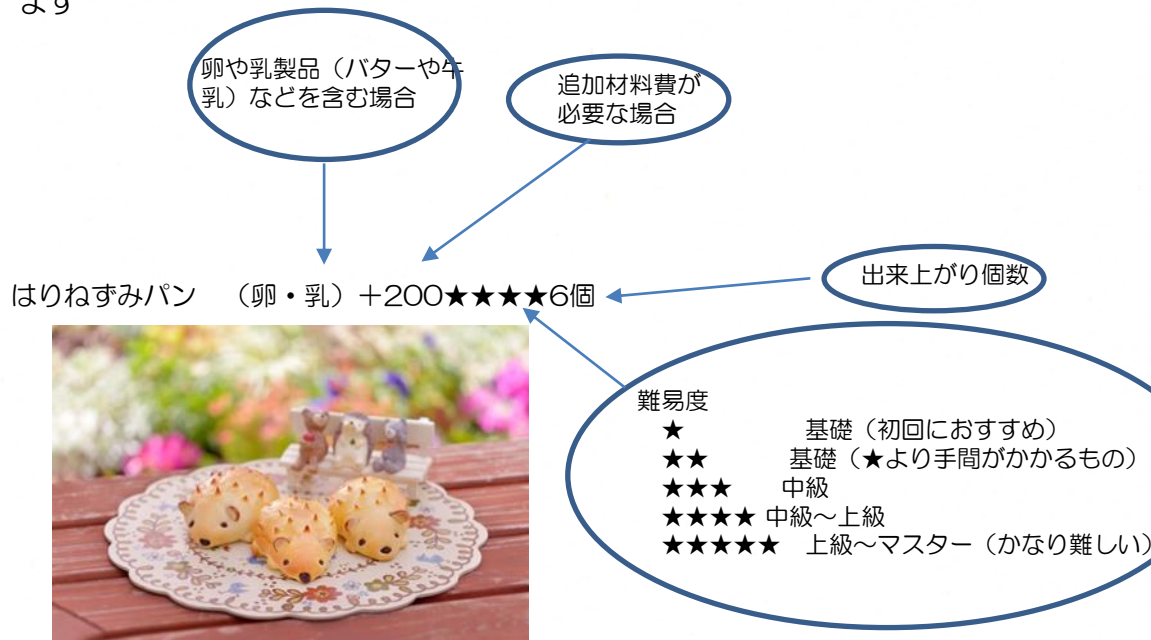 ます
卵や乳製品（バターや牛
乳）などを含む場合
追加材料費が
必要な場合
出来上がり個数
はりねずみパン　（卵・乳）＋200★★★★6個
難易度
★　　　　　基礎（初回におすすめ）
★★　　　　基礎（★より手間がかかるもの）
★★★　　中級
★★★★ 中級～上級
★★★★★　上級～マスター（かなり難しい）